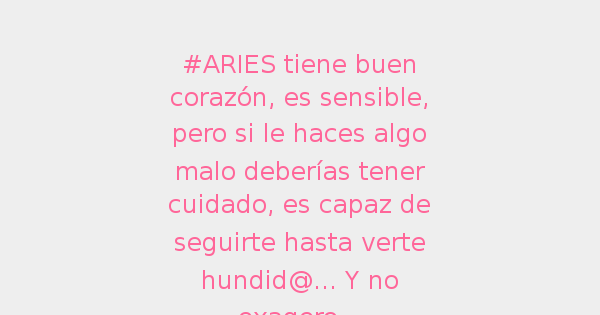 #ARIES tiene buen
corazón, es sensible,
pero si le haces algo
malo deberías tener
cuidado, es capaz de
seguirte hasta verte
hundid@... Y no